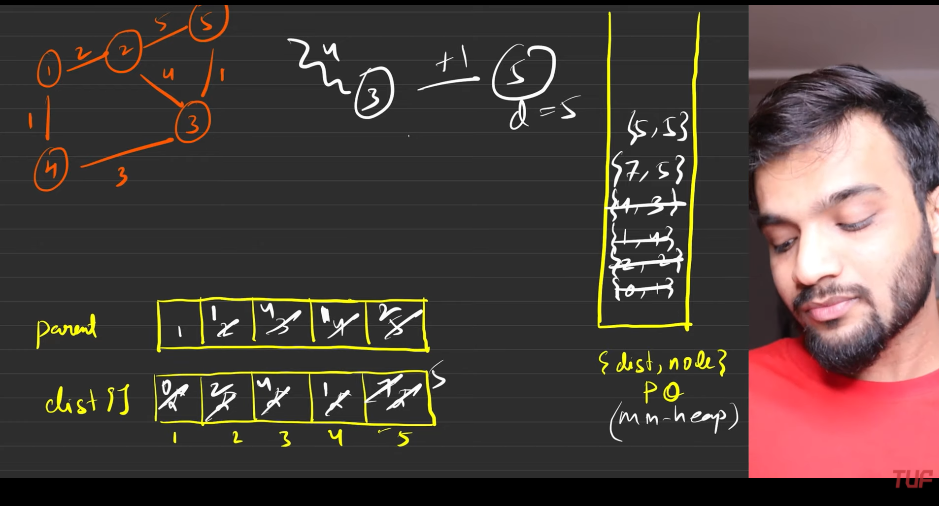 5 5
1 2 2
4 1
3
1
4
3
4 3 +1 5
d = 5
{5, 5}
{7, 5}
{4, 3}
{1, 4}
{2, 2}
{0, 1}
parent 1 1 2 4 3 1 4 2 5
dist[] 0 2 4 1 7 5
1 2 3 4 5
{dist, node}
PQ
(min-heap)
TUF